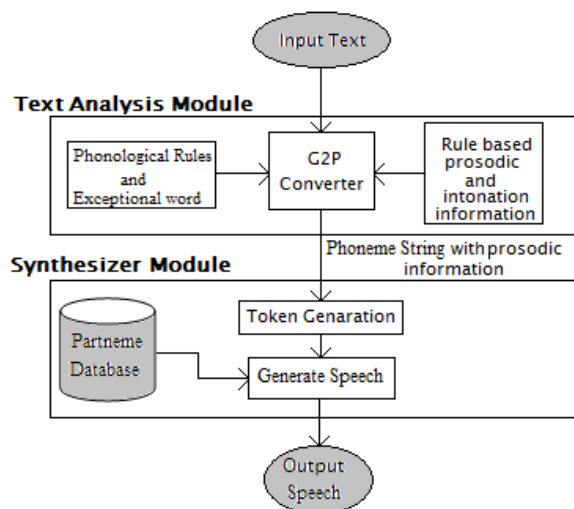 Input Text
Text Analysis Module
Phonological Rules
and
Exceptional word
G2P
Converter
Rule based
prosodic
and
intonation
information
Phoneme String with prosodic
information
Synthesizer Module
Token Genaration
Partneme
Database
Generate Speech
Output
Speech